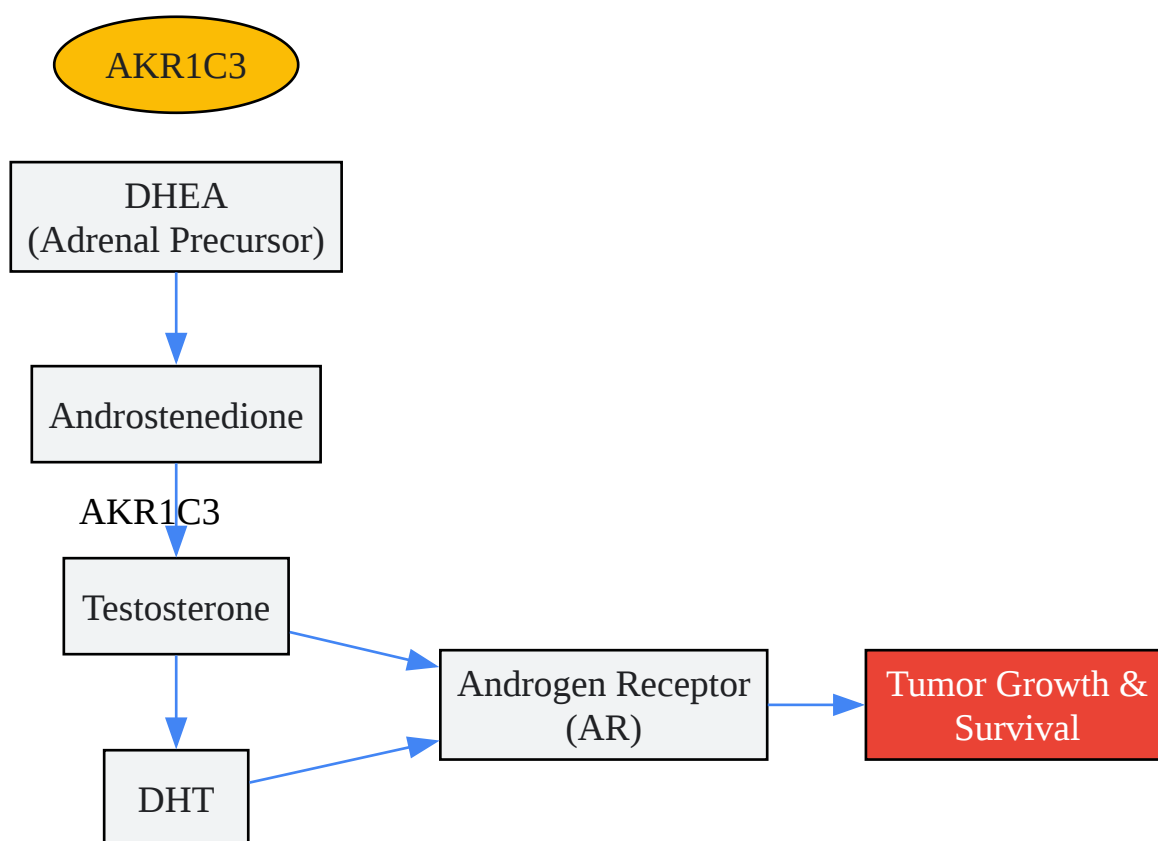 AKR1C3
DHEA
(Adrenal Precursor)
Androstenedione
AKR1C3
Testosterone
Androgen Receptor
(AR)
Tumor Growth &
Survival
DHT